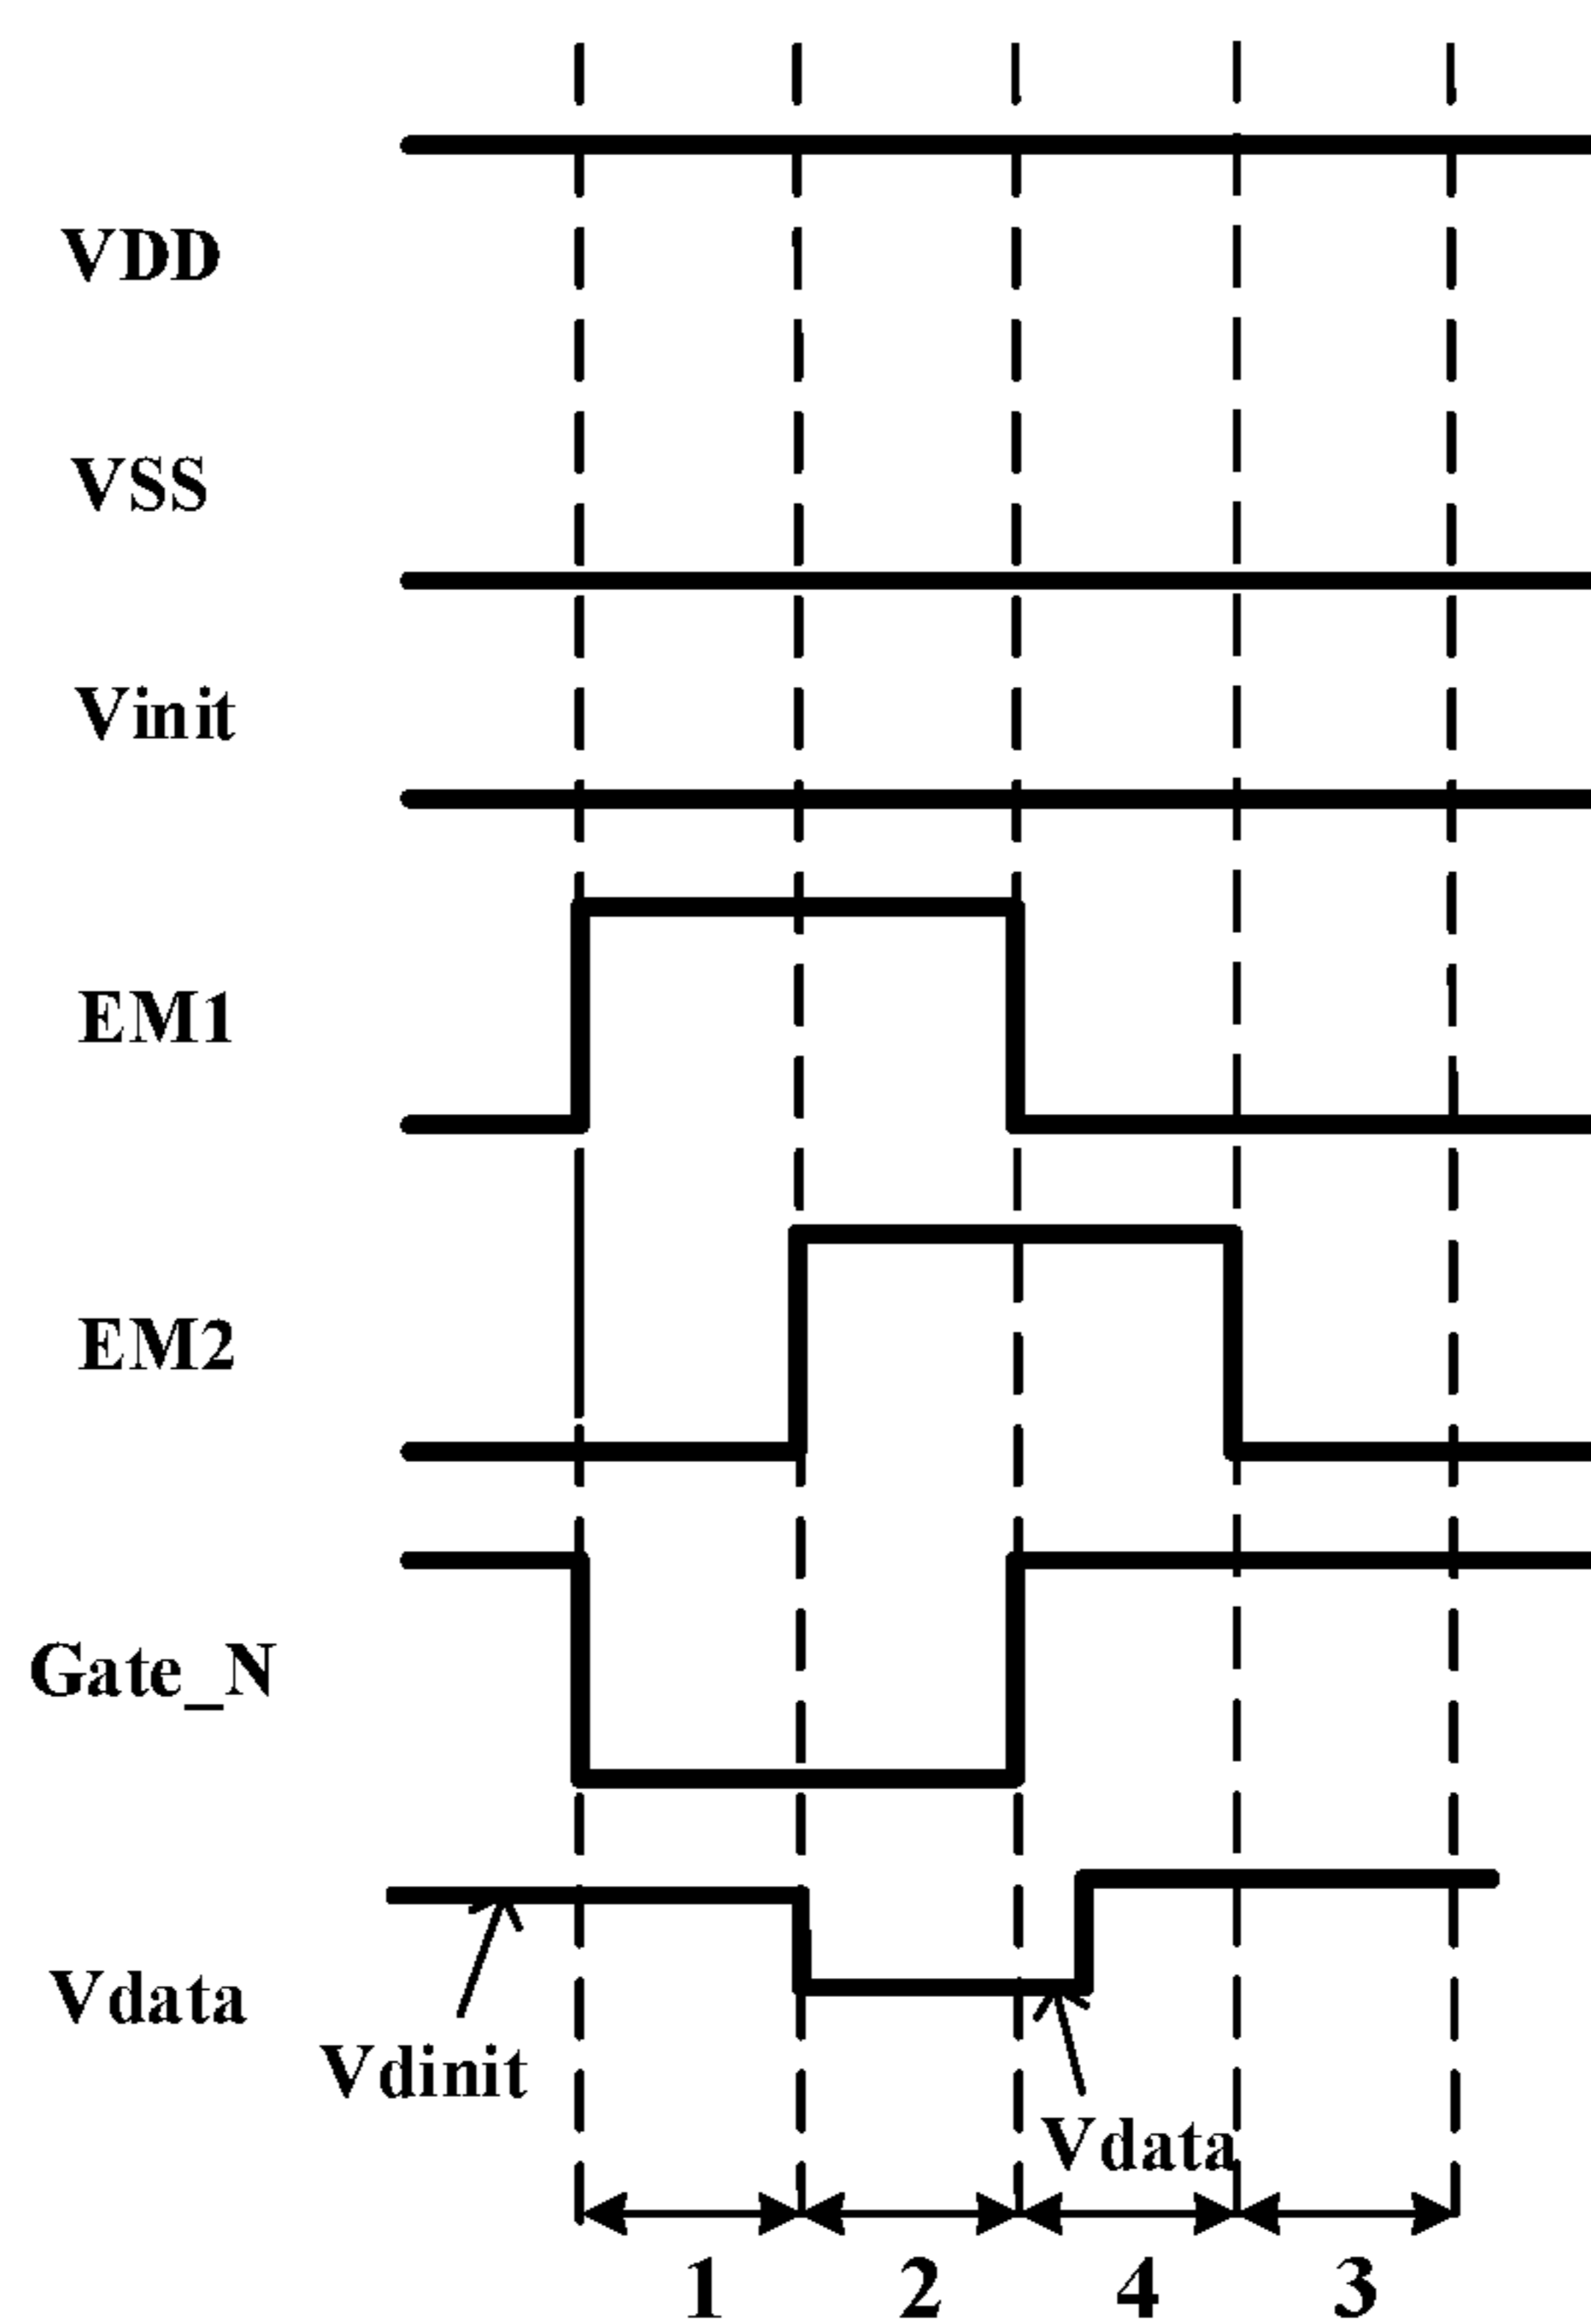 VDD
VSS
Vinit
EM1
EM2
Gate_N
Vdata
Vdinit
Vdata
1 2 4 3